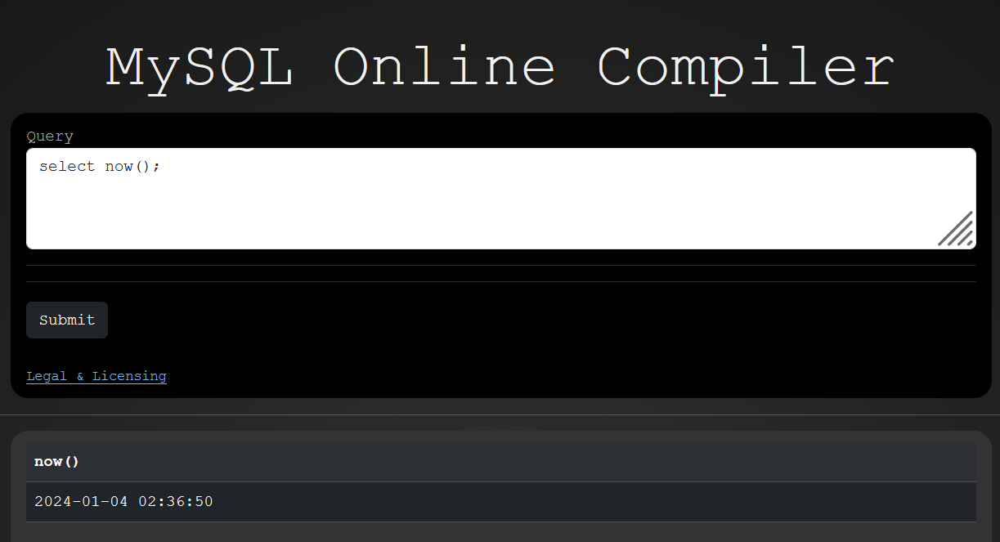 MySQL Online Compiler
Query
select now();
Submit
Legal & Licensing
now()
2024-01-04 02:36:50